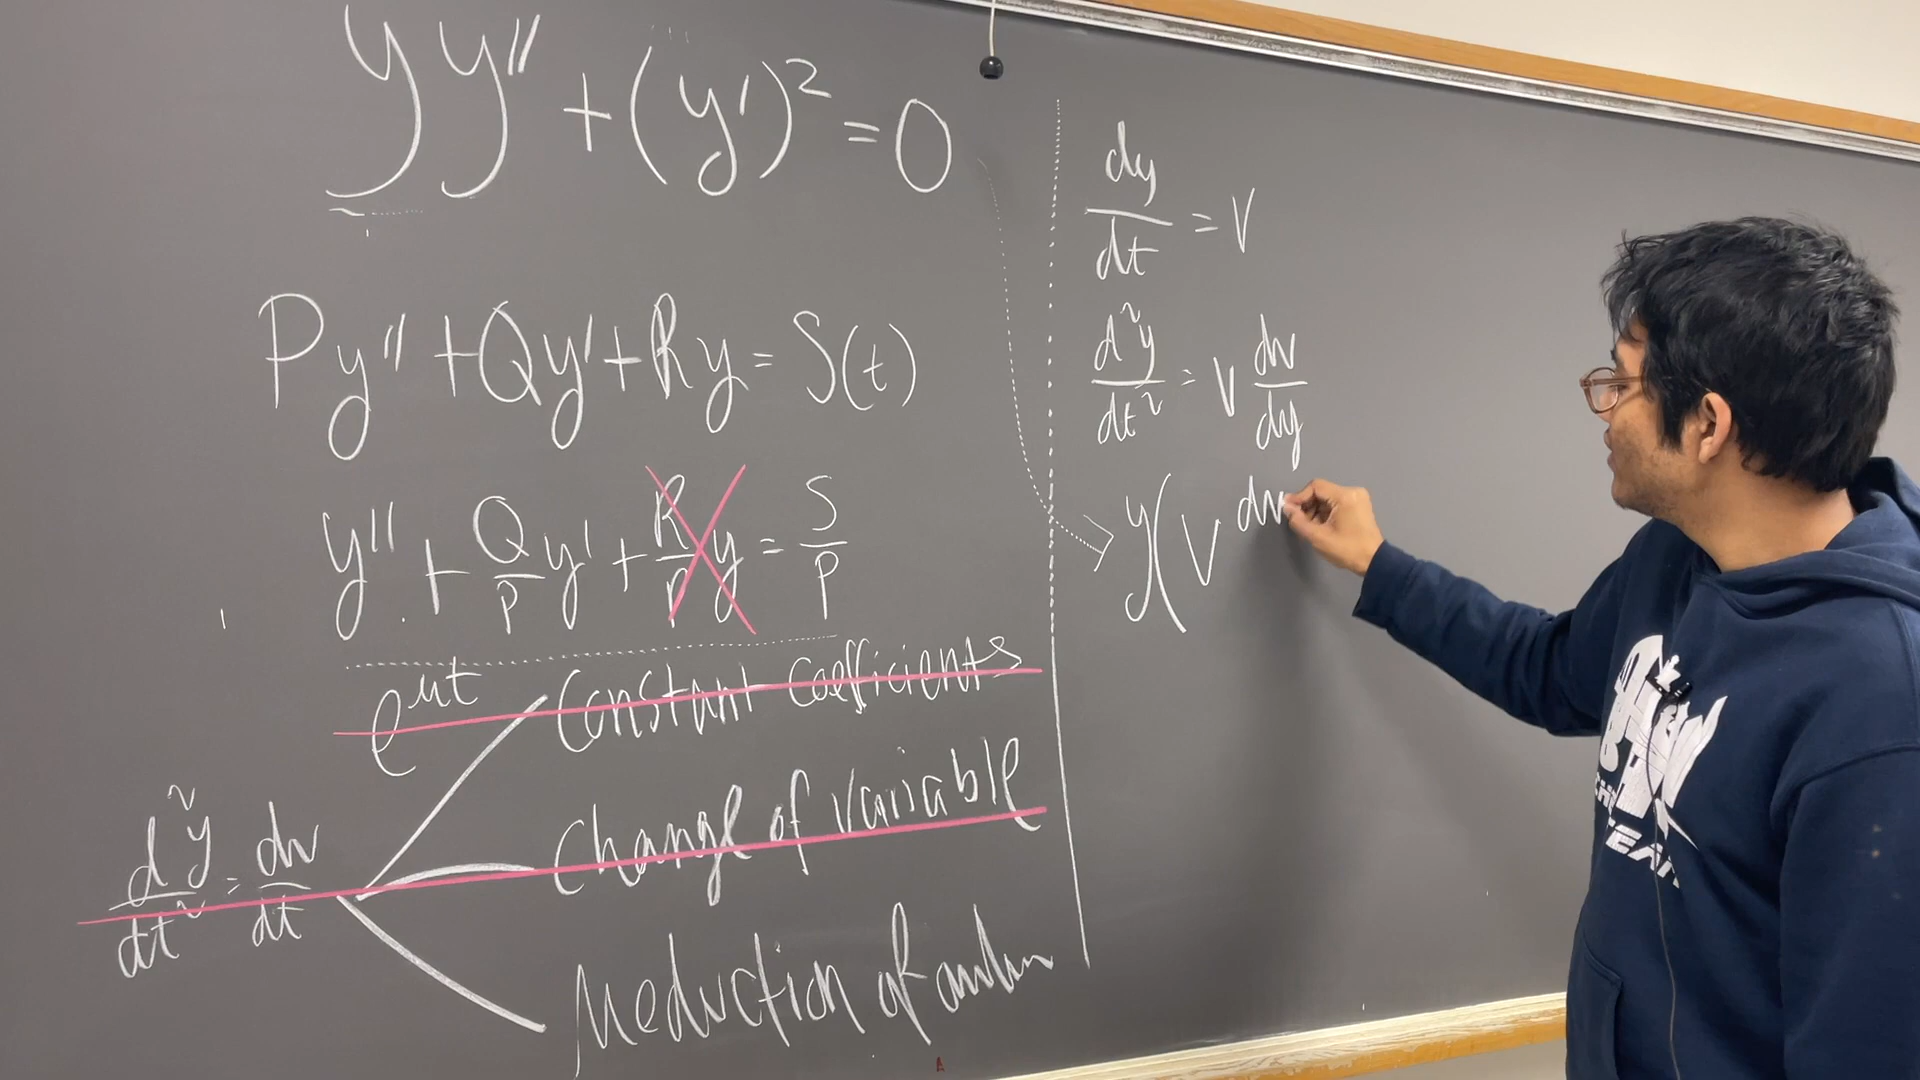 yy'' + (y')² = 0
Py'' + Qy' + Ry = S(t)
y'' + Q/P y' + R/P y = S/P
e^{ut} Constant Coefficients
Change of variable
d²y/dt² = dv/dt
Reduction of order
dy/dt = v
d²y/dt² = v dv/dy
y(v dv
TEAM